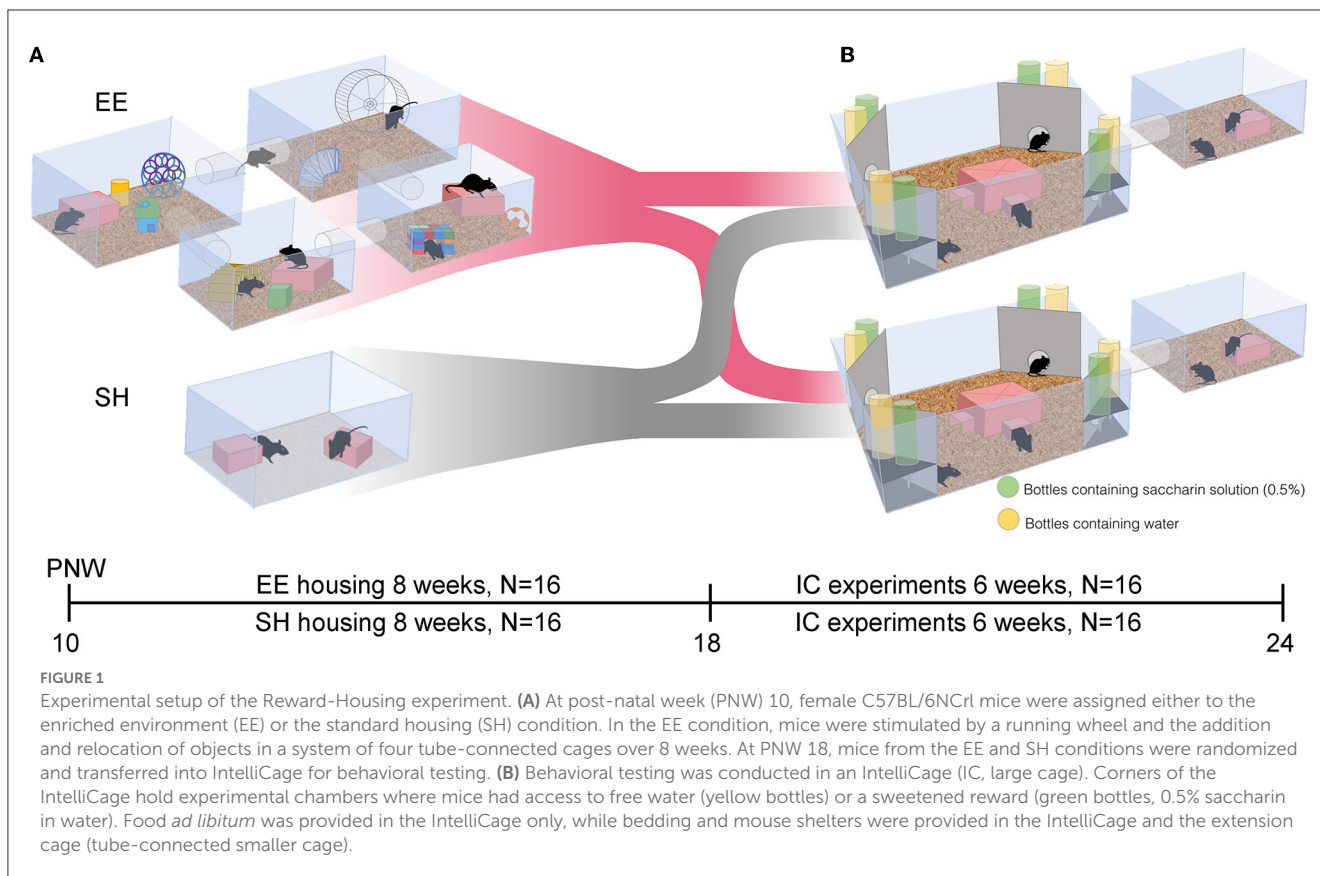 A
B
EE
SH
Bottles containing saccharin solution (0.5%)
Bottles containing water
PNW
EE housing 8 weeks, N=16
IC experiments 6 weeks, N=16
SH housing 8 weeks, N=16
IC experiments 6 weeks, N=16
10
18
24
FIGURE 1
Experimental setup of the Reward-Housing experiment. (A) At post-natal week (PNW) 10, female C57BL/6NCrl mice were assigned either to the
enriched environment (EE) or the standard housing (SH) condition. In the EE condition, mice were stimulated by a running wheel and the addition
and relocation of objects in a system of four tube-connected cages over 8 weeks. At PNW 18, mice from the EE and SH conditions were randomized
and transferred into IntelliCage for behavioral testing. (B) Behavioral testing was conducted in an IntelliCage (IC, large cage). Corners of the
IntelliCage hold experimental chambers where mice had access to free water (yellow bottles) or a sweetened reward (green bottles, 0.5% saccharin
in water). Food ad libitum was provided in the IntelliCage only, while bedding and mouse shelters were provided in the IntelliCage and the extension
cage (tube-connected smaller cage).